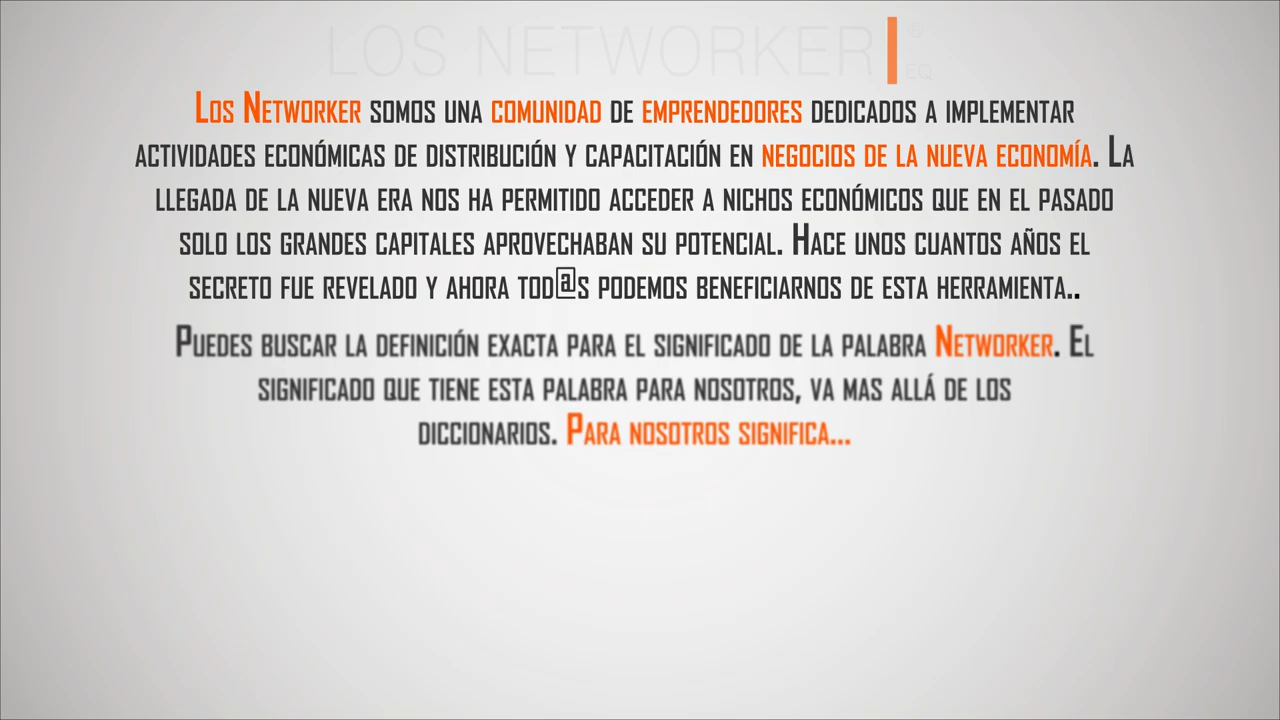 LOS NETWORKER ®
EQ
Los Networker somos una comunidad de emprendedores dedicados a implementar
actividades económicas de distribución y capacitación en negocios de la nueva economía. La
llegada de la nueva era nos ha permitido acceder a nichos económicos que en el pasado
solo los grandes capitales aprovechaban su potencial. Hace unos cuantos años el
secreto fue revelado y ahora tod@s podemos beneficiarnos de esta herramienta..
Puedes buscar la definición exacta para el significado de la palabra Networker. El
significado que tiene esta palabra para nosotros, va mas allá de los
diccionarios. Para nosotros significa...